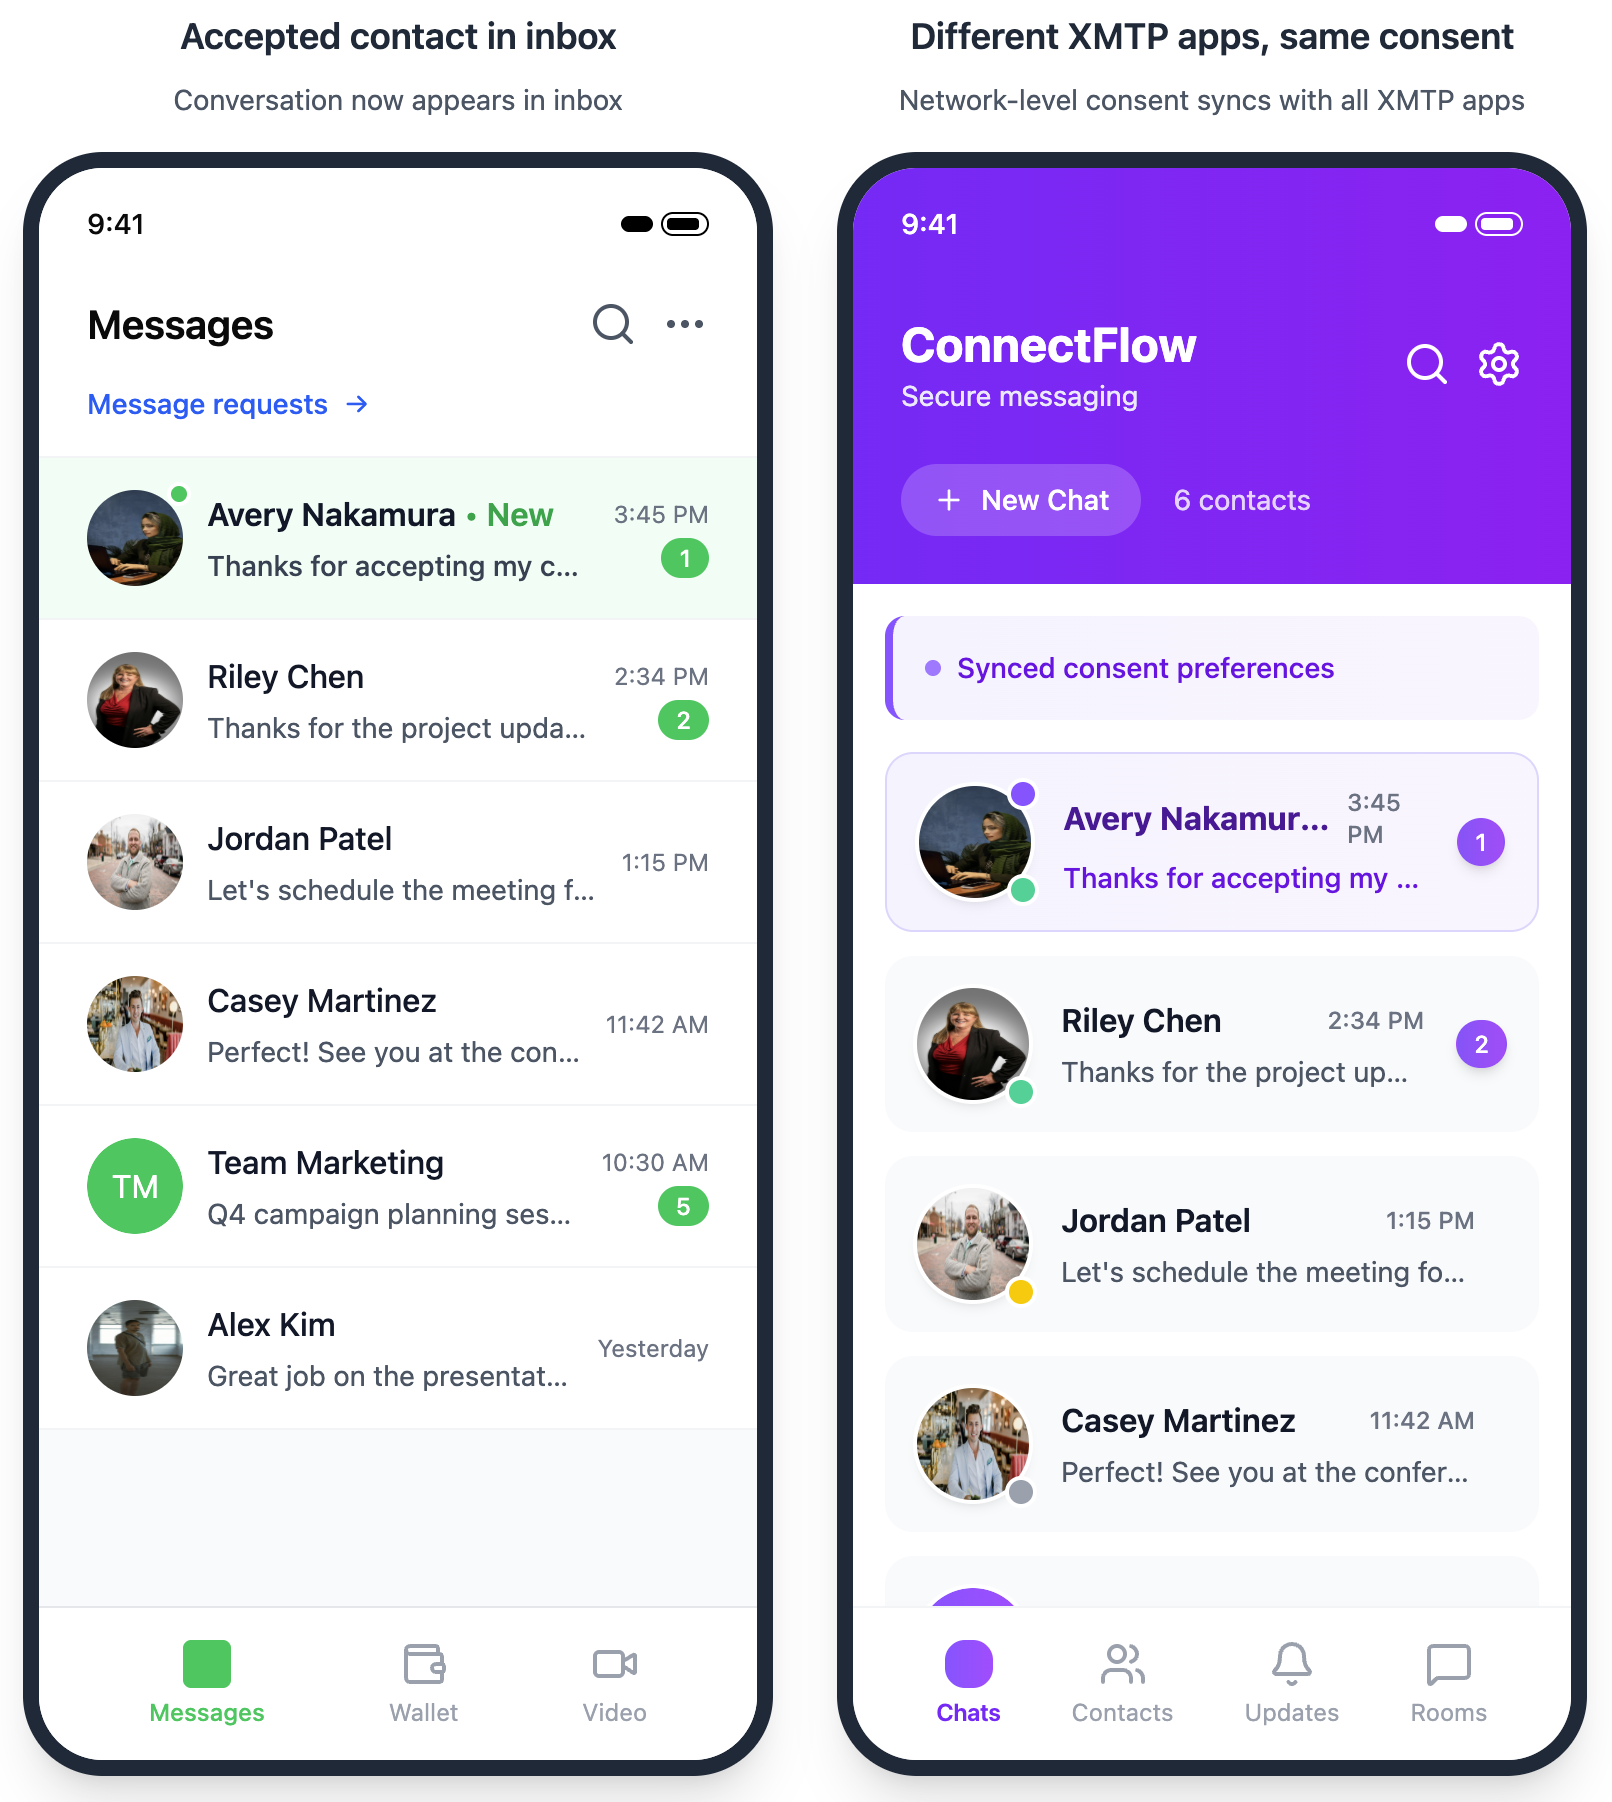 Accepted contact in inbox
Conversation now appears in inbox
9:41
Messages
Message requests →
Avery Nakamura • New
3:45 PM
Thanks for accepting my c...
1
Riley Chen
2:34 PM
Thanks for the project upda...
2
Jordan Patel
1:15 PM
Let's schedule the meeting f...
Casey Martinez
11:42 AM
Perfect! See you at the con...
TM
Team Marketing
10:30 AM
Q4 campaign planning ses...
5
Alex Kim
Yesterday
Great job on the presentat...
Messages
Wallet
Video
Different XMTP apps, same consent
Network-level consent syncs with all XMTP apps
9:41
ConnectFlow
Secure messaging
+ New Chat
6 contacts
Synced consent preferences
Avery Nakamur...
3:45
PM
Thanks for accepting my ...
1
Riley Chen
2:34 PM
Thanks for the project up...
2
Jordan Patel
1:15 PM
Let's schedule the meeting fo...
Casey Martinez
11:42 AM
Perfect! See you at the confer...
Chats
Contacts
Updates
Rooms